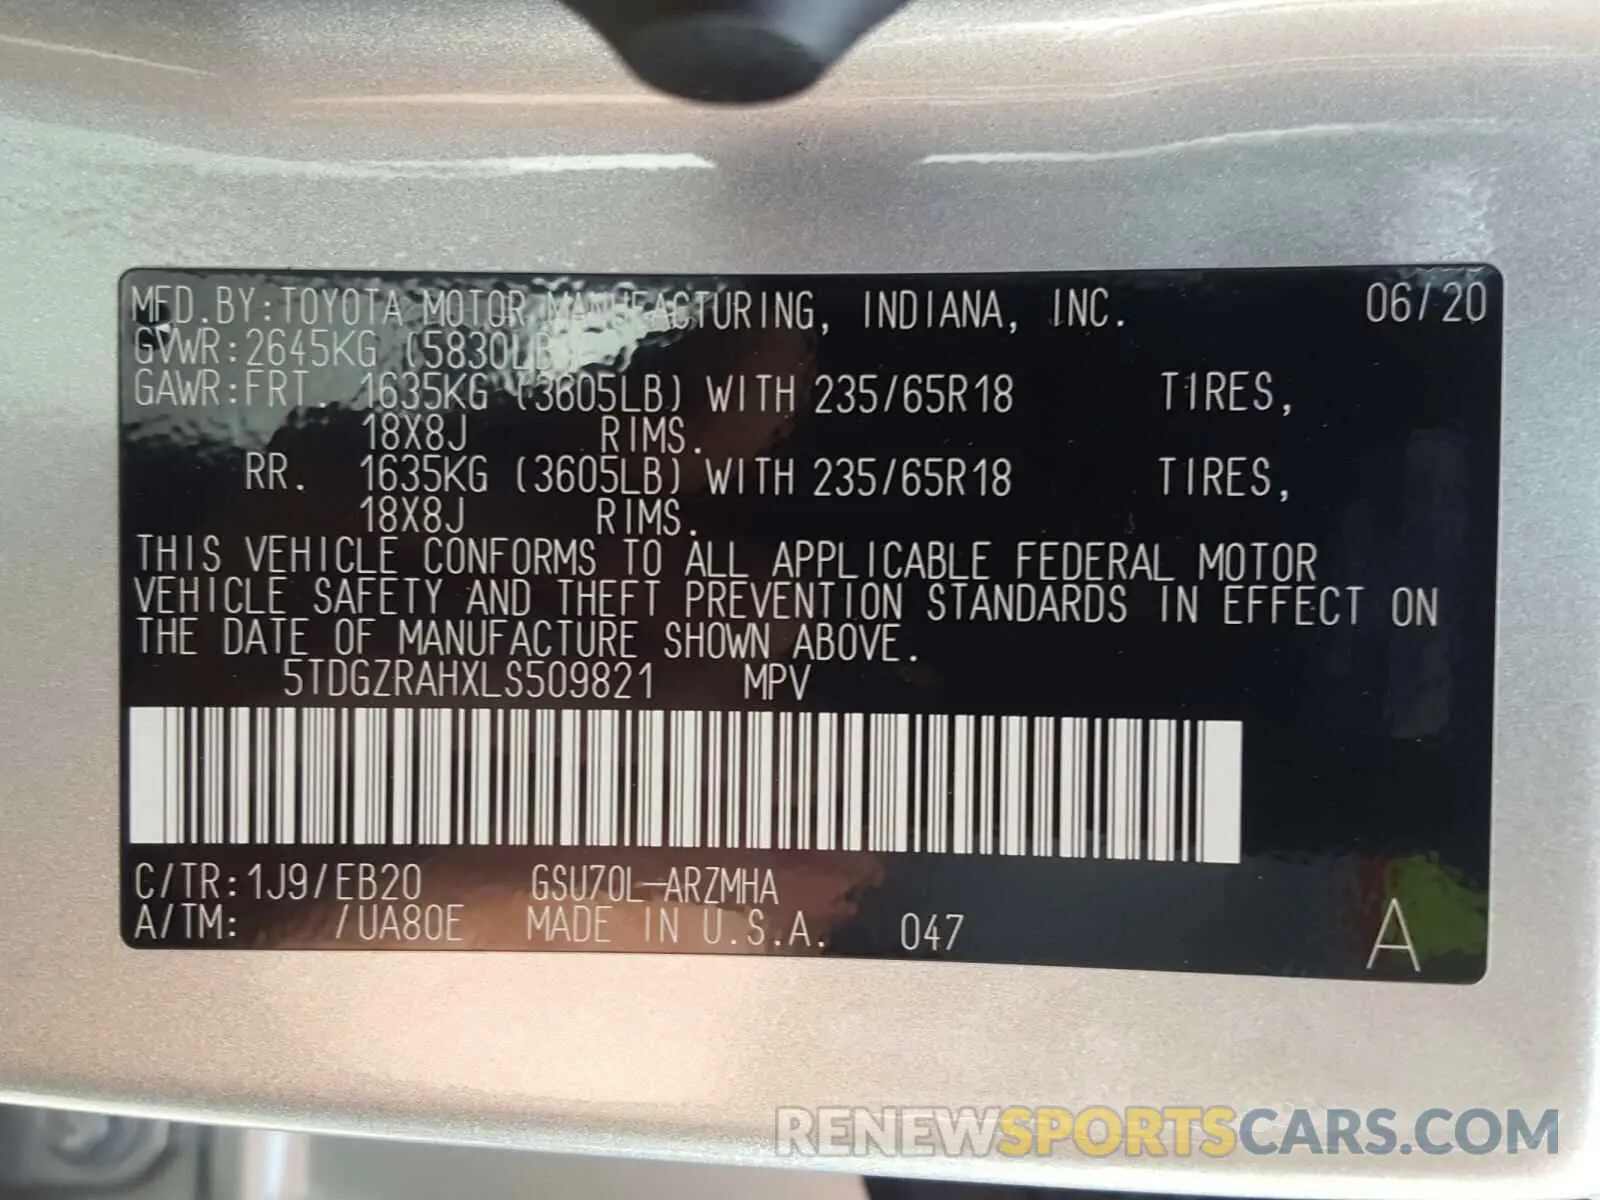 MFD.BY:TOYOTA MOTOR MANUFACTURING, INDIANA, INC. 06/20
GVWR:2645KG (5830LB)
GAWR:FRT. 1635KG (3605LB) WITH 235/65R18 TIRES,
18X8J RIMS.
RR. 1635KG (3605LB) WITH 235/65R18 TIRES,
18X8J RIMS.
THIS VEHICLE CONFORMS TO ALL APPLICABLE FEDERAL MOTOR
VEHICLE SAFETY AND THEFT PREVENTION STANDARDS IN EFFECT ON
THE DATE OF MANUFACTURE SHOWN ABOVE.
5TDGZRAHXLS509821 MPV
C/TR:1J9/EB20 GSU70L-ARZMHA
A/TM: /UA80E MADE IN U.S.A. 047 A
RENEWSPORTSCARS.COM